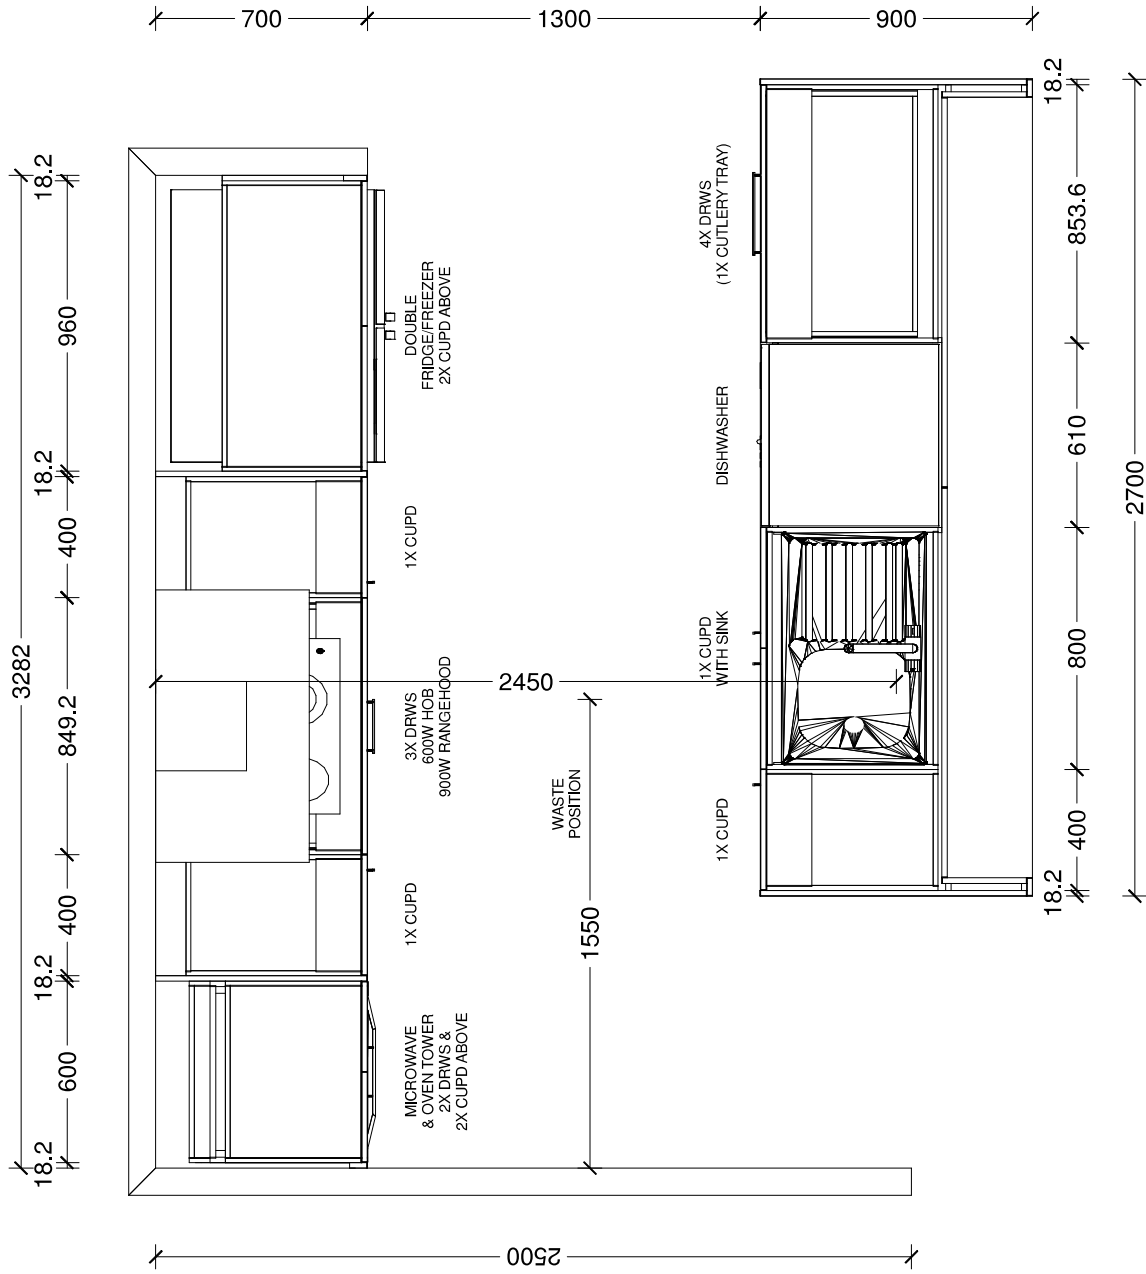 700
1300
900
18.2
960
18.2
400
849.2
400
18.2
600
18.2
3282
DOUBLE
FRIDGE/FREEZER
2X CUPD ABOVE
1X CUPD
3X DRWS
600W HOB
900W RANGEHOOD
1X CUPD
MICROWAVE
& OVEN TOWER
2X DRWS &
2X CUPD ABOVE
2450
WASTE
POSITION
1550
4X DRWS
(1X CUTLERY TRAY)
DISHWASHER
1X CUPD
WITH SINK
1X CUPD
18.2
853.6
610
800
400
18.2
2700
2500